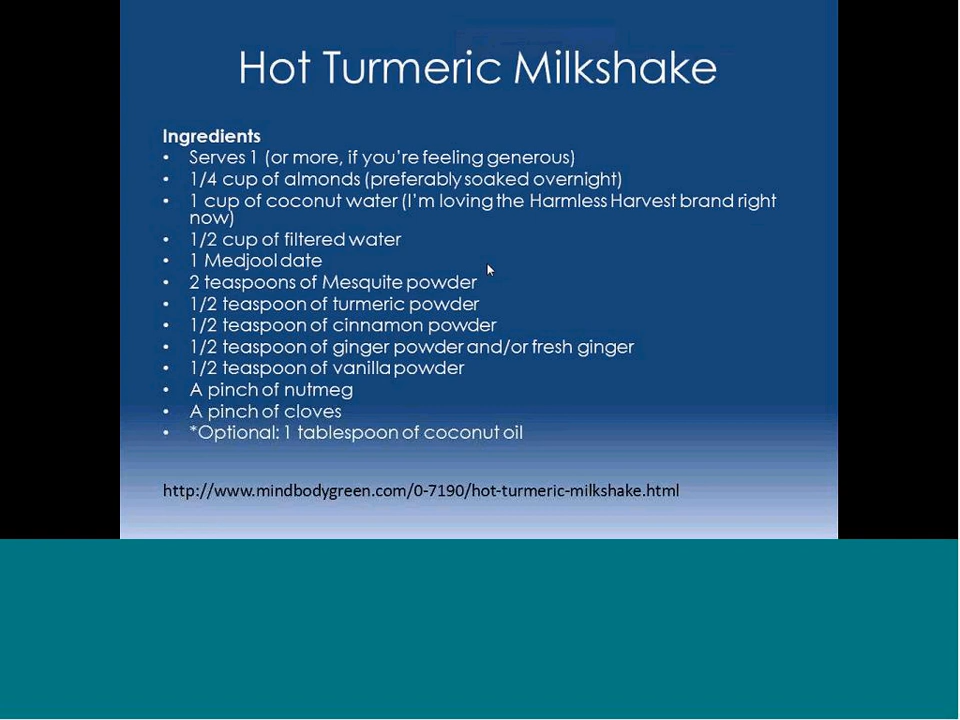 Hot Turmeric Milkshake
Ingredients
• Serves 1 (or more, if you're feeling generous)
• 1/4 cup of almonds (preferably soaked overnight)
• 1 cup of coconut water (I'm loving the Harmless Harvest brand right
now)
• 1/2 cup of filtered water
• 1 Medjool date
• 2 teaspoons of Mesquite powder
• 1/2 teaspoon of turmeric powder
• 1/2 teaspoon of cinnamon powder
• 1/2 teaspoon of ginger powder and/or fresh ginger
• 1/2 teaspoon of vanilla powder
• A pinch of nutmeg
• A pinch of cloves
• *Optional: 1 tablespoon of coconut oil
http://www.mindbodygreen.com/0-7190/hot-turmeric-milkshake.html